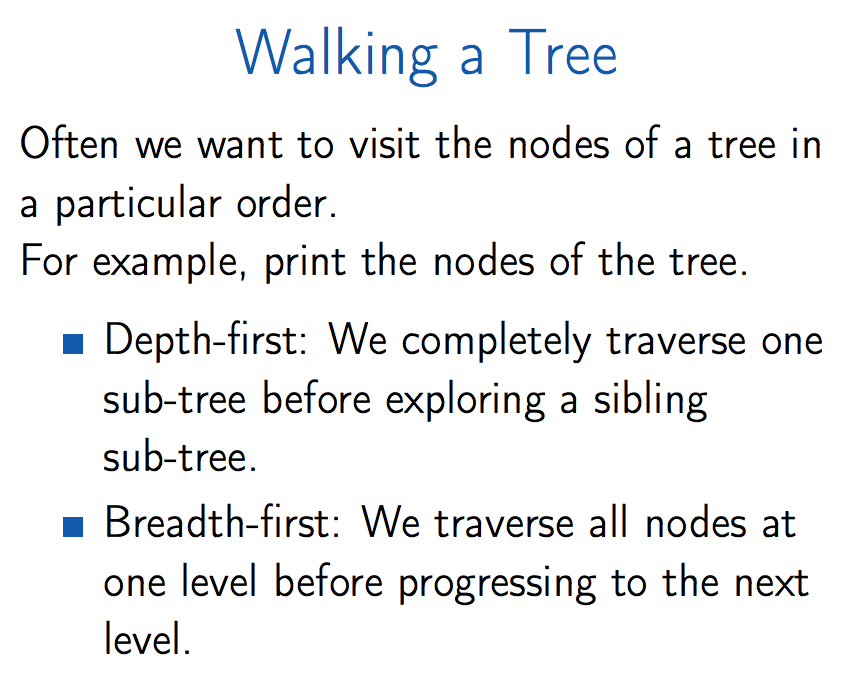 Walking a Tree
Often we want to visit the nodes of a tree in
a particular order.
For example, print the nodes of the tree.
Depth-first: We completely traverse one
sub-tree before exploring a sibling
sub-tree.
Breadth-first: We traverse all nodes at
one level before progressing to the next
level.